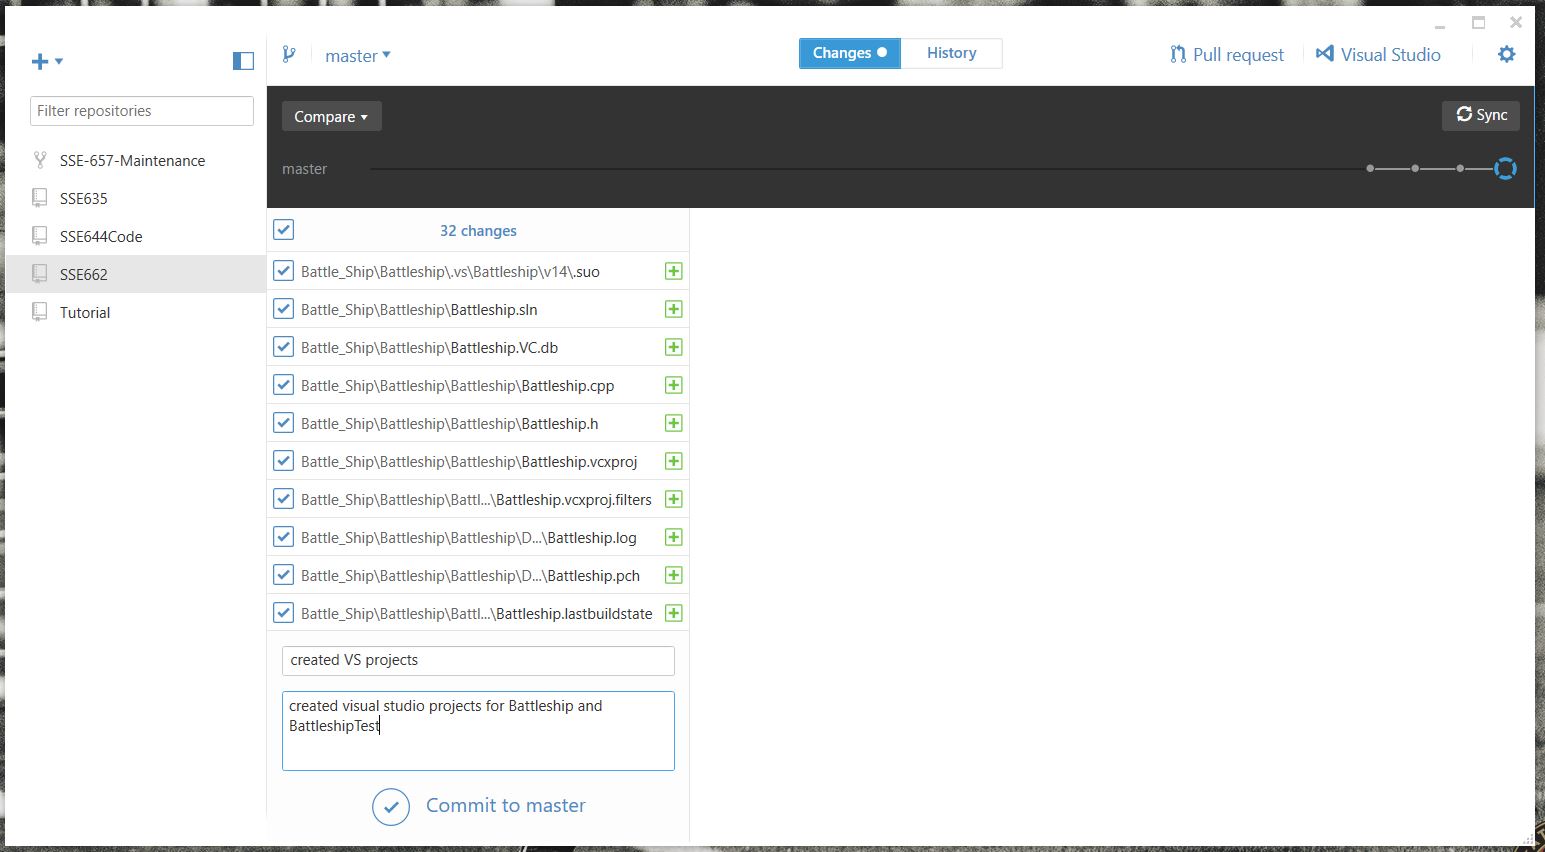 master
Changes
History
Pull request
Visual Studio
Filter repositories
SSE-657-Maintenance
SSE635
SSE644Code
SSE662
Tutorial
Compare
Sync
master
32 changes
Battle_Ship\Battleship\.vs\Battleship\v14\.suo
Battle_Ship\Battleship\Battleship.sln
Battle_Ship\Battleship\Battleship.VC.db
Battle_Ship\Battleship\Battleship\Battleship.cpp
Battle_Ship\Battleship\Battleship\Battleship.h
Battle_Ship\Battleship\Battleship\Battleship.vcxproj
Battle_Ship\Battleship\Battl...\Battleship.vcxproj.filters
Battle_Ship\Battleship\Battleship\D...\Battleship.log
Battle_Ship\Battleship\Battleship\D...\Battleship.pch
Battle_Ship\Battleship\Battl...\Battleship.lastbuildstate
created VS projects
created visual studio projects for Battleship and
BattleshipTest
Commit to master